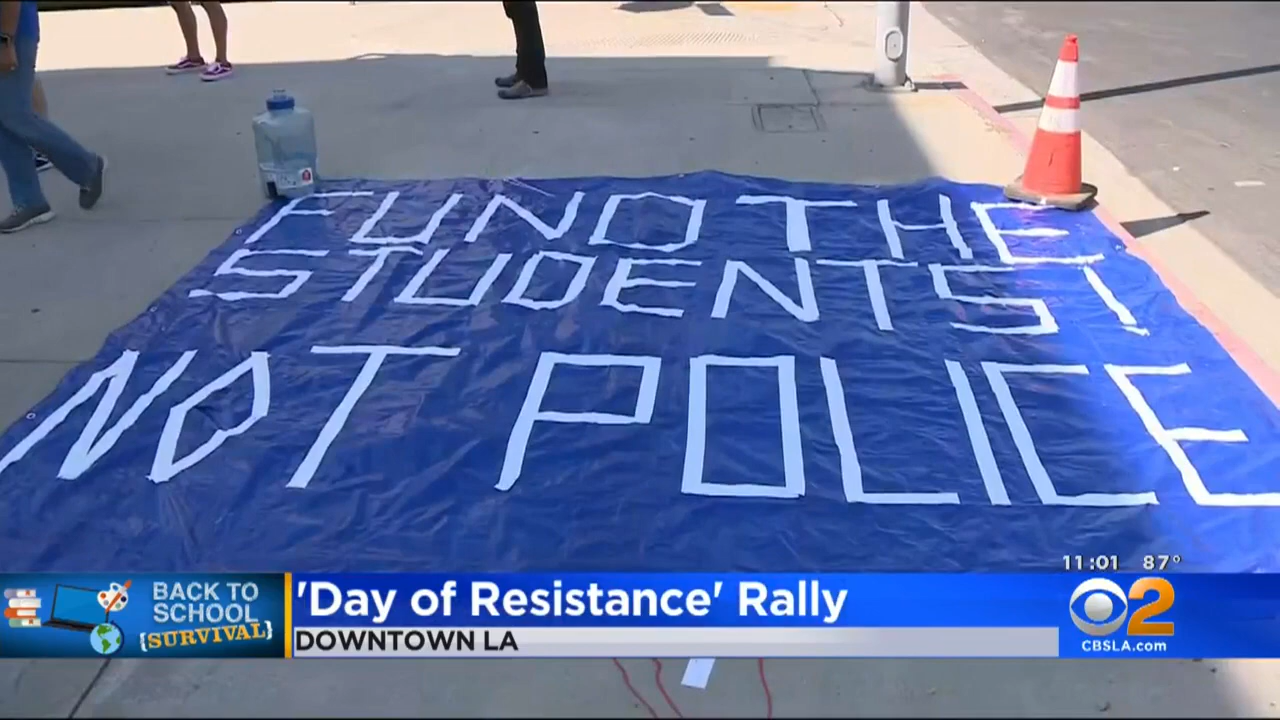 FUND THE
STUDENTS!
NOT POLICE
11:01 87°
BACK TO
SCHOOL
{SURVIVAL}
'Day of Resistance' Rally
DOWNTOWN LA
2
CBSLA.com